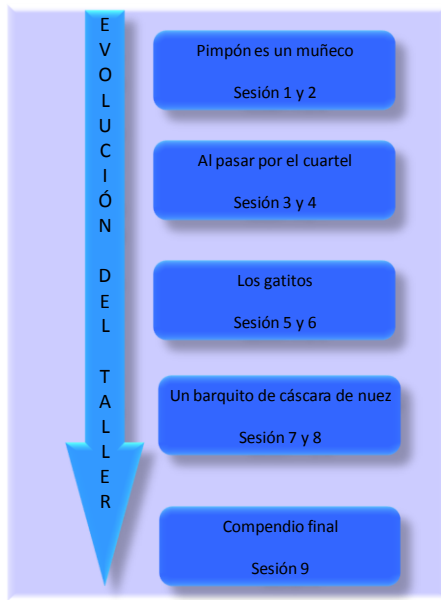 EVOLUCIÓN DEL TALLER
Pimpón es un muñeco
Sesión 1 y 2
Al pasar por el cuartel
Sesión 3 y 4
Los gatitos
Sesión 5 y 6
Un barquito de cáscara de nuez
Sesión 7 y 8
Compendio final
Sesión 9